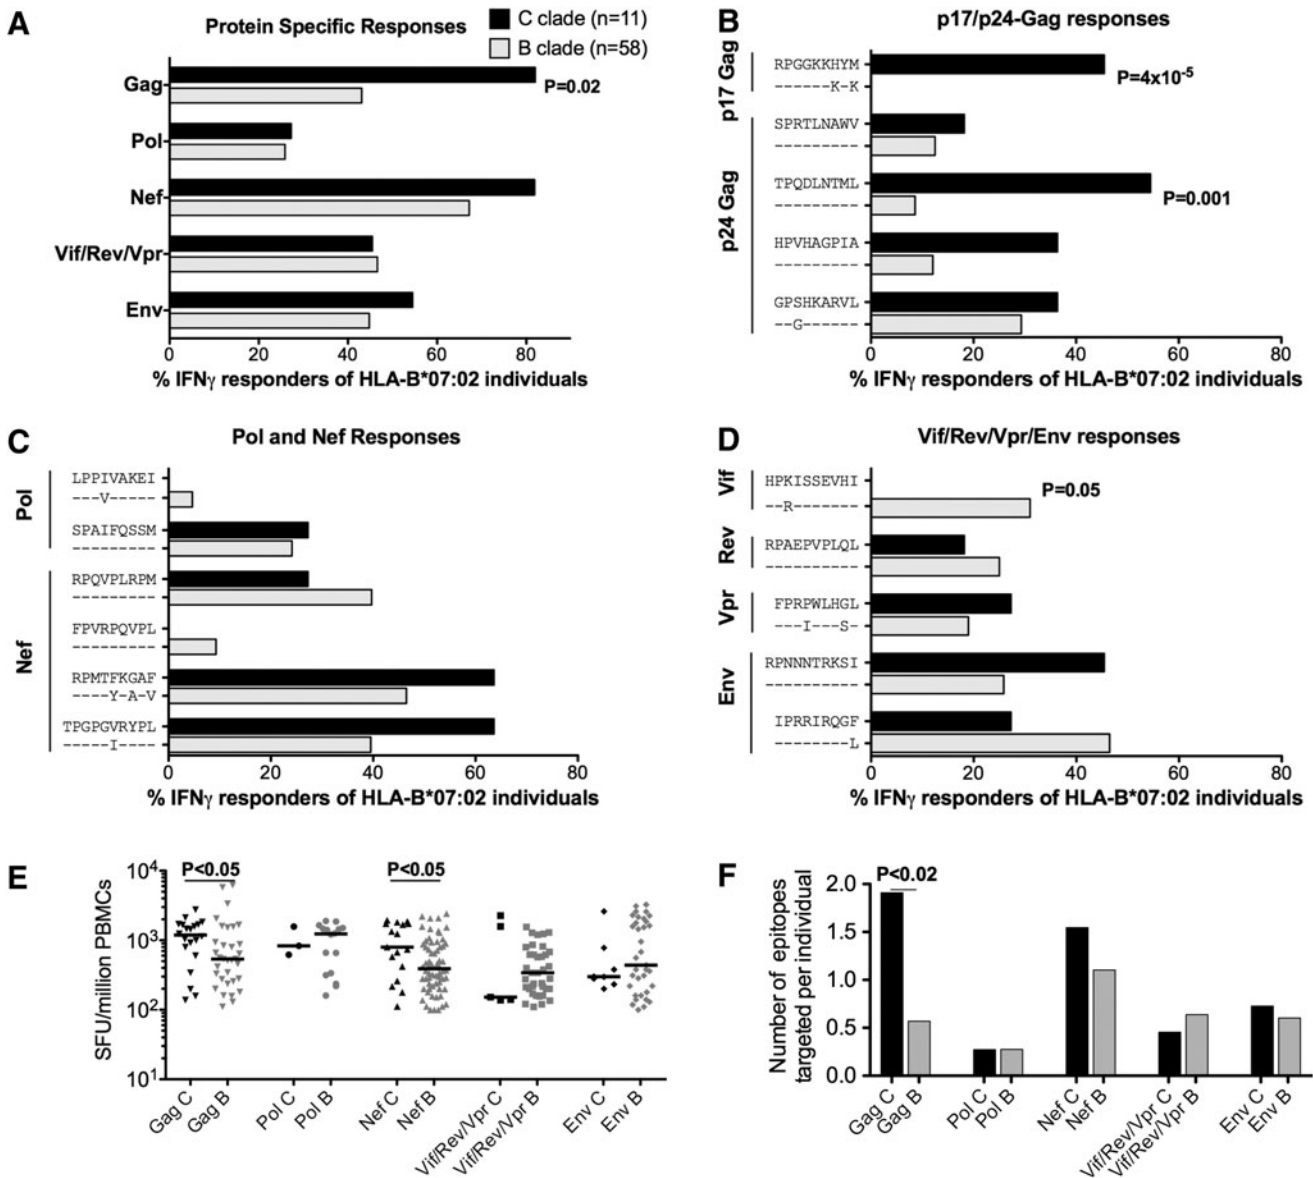 A
Protein Specific Responses
C clade (n=11)
B clade (n=58)
Gag
P=0.02
Pol
Nef
Vif/Rev/Vpr
Env
0 20 40 60 80
% IFNγ responders of HLA-B*07:02 individuals
B
p17/p24-Gag responses
p17 Gag
RPGGKKHYM
-------K-K
P=4x10-5
p24 Gag
SPRTLNAWV
---------
TPQDLNTML
---------
P=0.001
HPVHAGPIA
---------
GPSHKARVL
--G------
0 20 40 60 80
% IFNγ responders of HLA-B*07:02 individuals
C
Pol and Nef Responses
Pol
LPPIVAKEI
---V-----
SPAIFQSSM
---------
Nef
RPQVPLRPM
---------
FPVRPQVPL
---------
RPMTFKGAF
----Y-A-V
TPGPGVRYPL
-----I----
0 20 40 60 80
% IFNγ responders of HLA-B*07:02 individuals
D
Vif/Rev/Vpr/Env responses
Vif
HPKISSEVHI
--R-------
P=0.05
Rev
RPAEPVPLQL
----------
Vpr
FPRPWLHGL
---I---S-
Env
RPNNNTRKSI
----------
IPRRIRQGF
--------L
0 20 40 60 80
% IFNγ responders of HLA-B*07:02 individuals
E
SFU/million PBMCs
104
103
102
101
P<0.05
P<0.05
Gag C
Gag B
Pol C
Pol B
Nef C
Nef B
Vif/Rev/Vpr C
Vif/Rev/Vpr B
Env C
Env B
F
Number of epitopes
targeted per individual
2.0
1.5
1.0
0.5
0.0
P<0.02
Gag C
Gag B
Pol C
Pol B
Nef C
Nef B
Vif/Rev/Vpr C
Vif/Rev/Vpr B
Env C
Env B